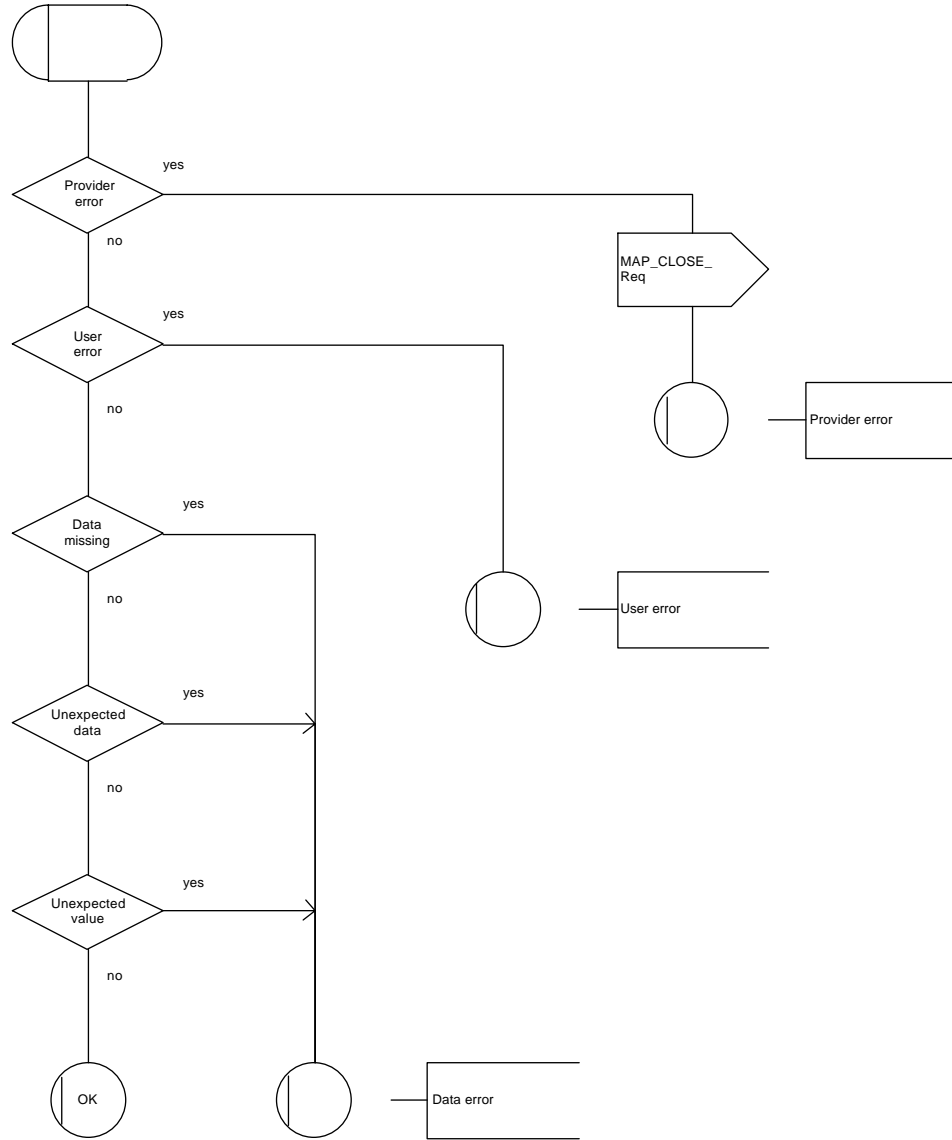 yes
Provider
error
no
MAP_CLOSE_
Req
yes
User
error
no
Provider error
yes
Data
missing
no
User error
yes
Unexpected
data
no
yes
Unexpected
value
no
OK
Data error